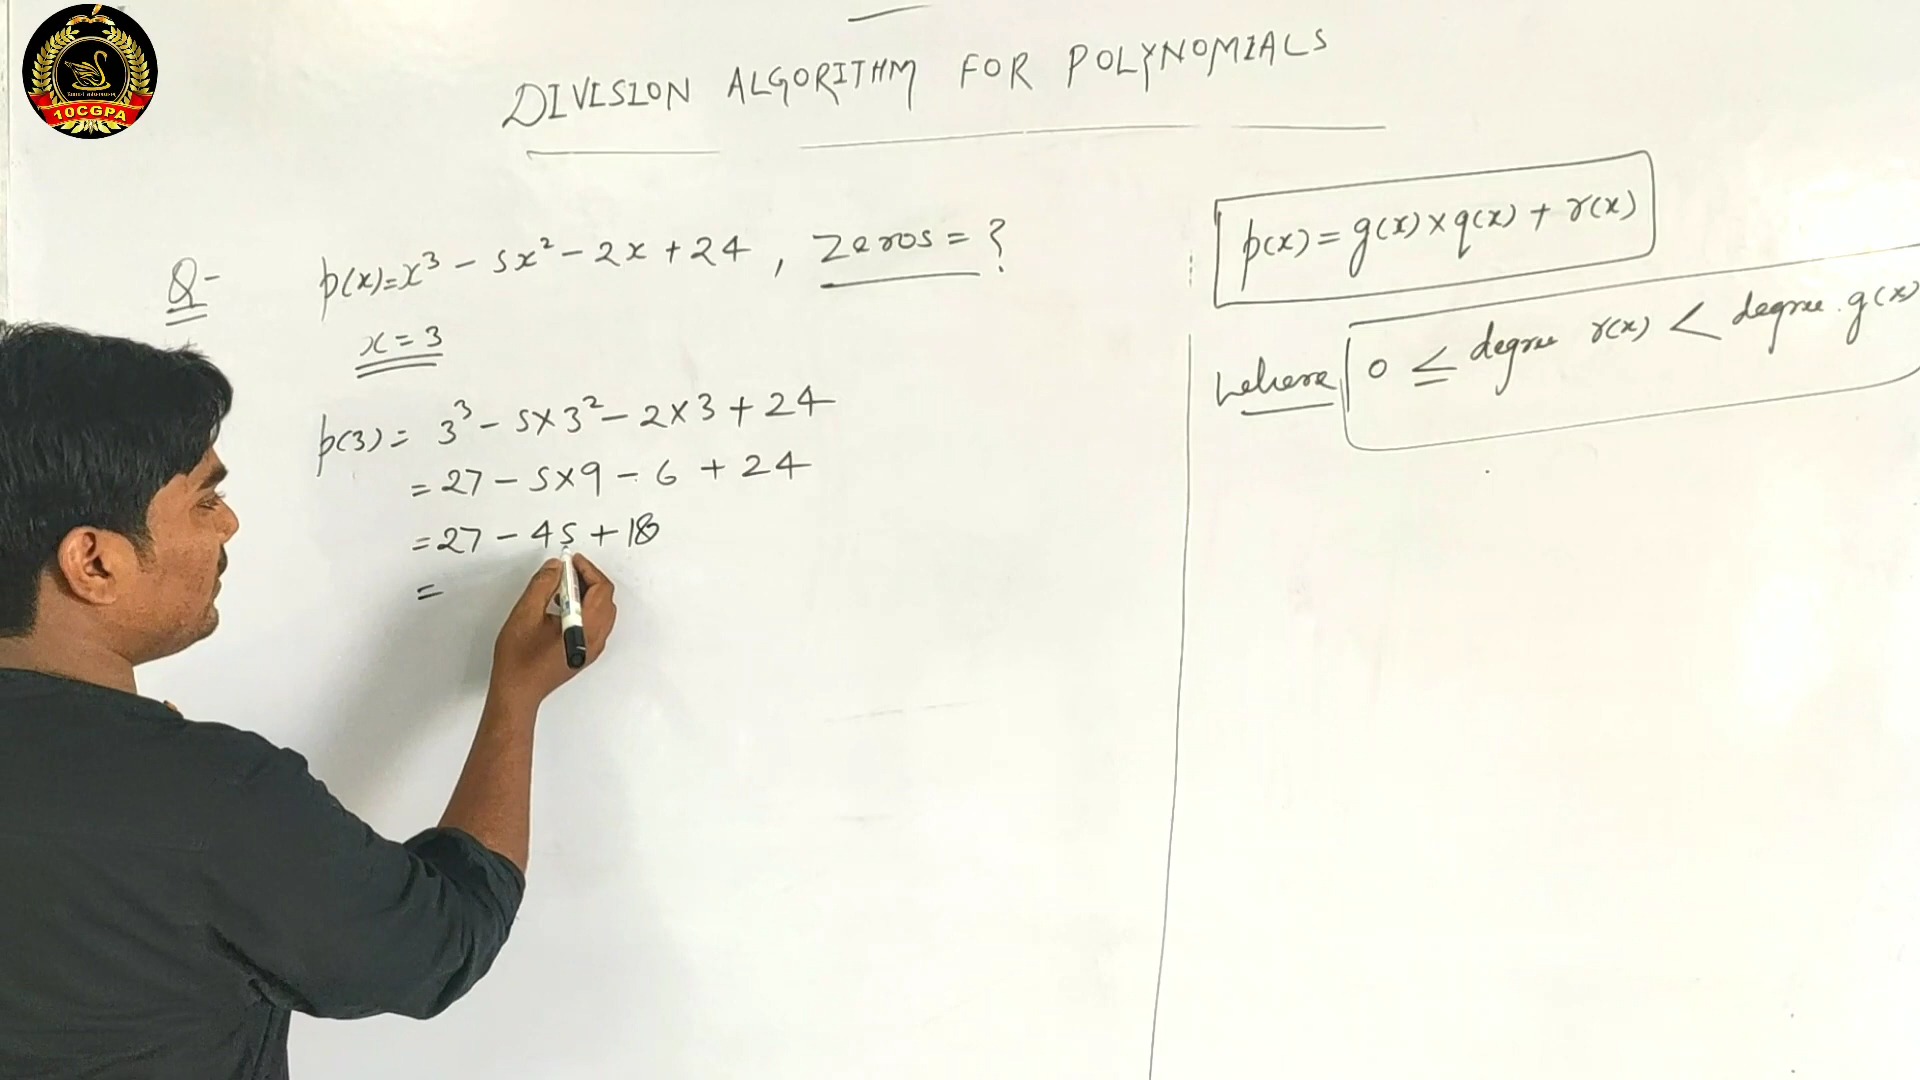 10CGPA
DIVISION ALGORITHM FOR POLYNOMIALS
Q- p(x)=x³ - 5x² - 2x + 24 , Zeros = ?
x = 3
p(3) = 3³ - 5×3² - 2×3 + 24
= 27 - 5×9 - 6 + 24
= 27 - 45 + 18
=
p(x) = g(x) × q(x) + r(x)
where 0 ≤ degree r(x) < degree. g(x)